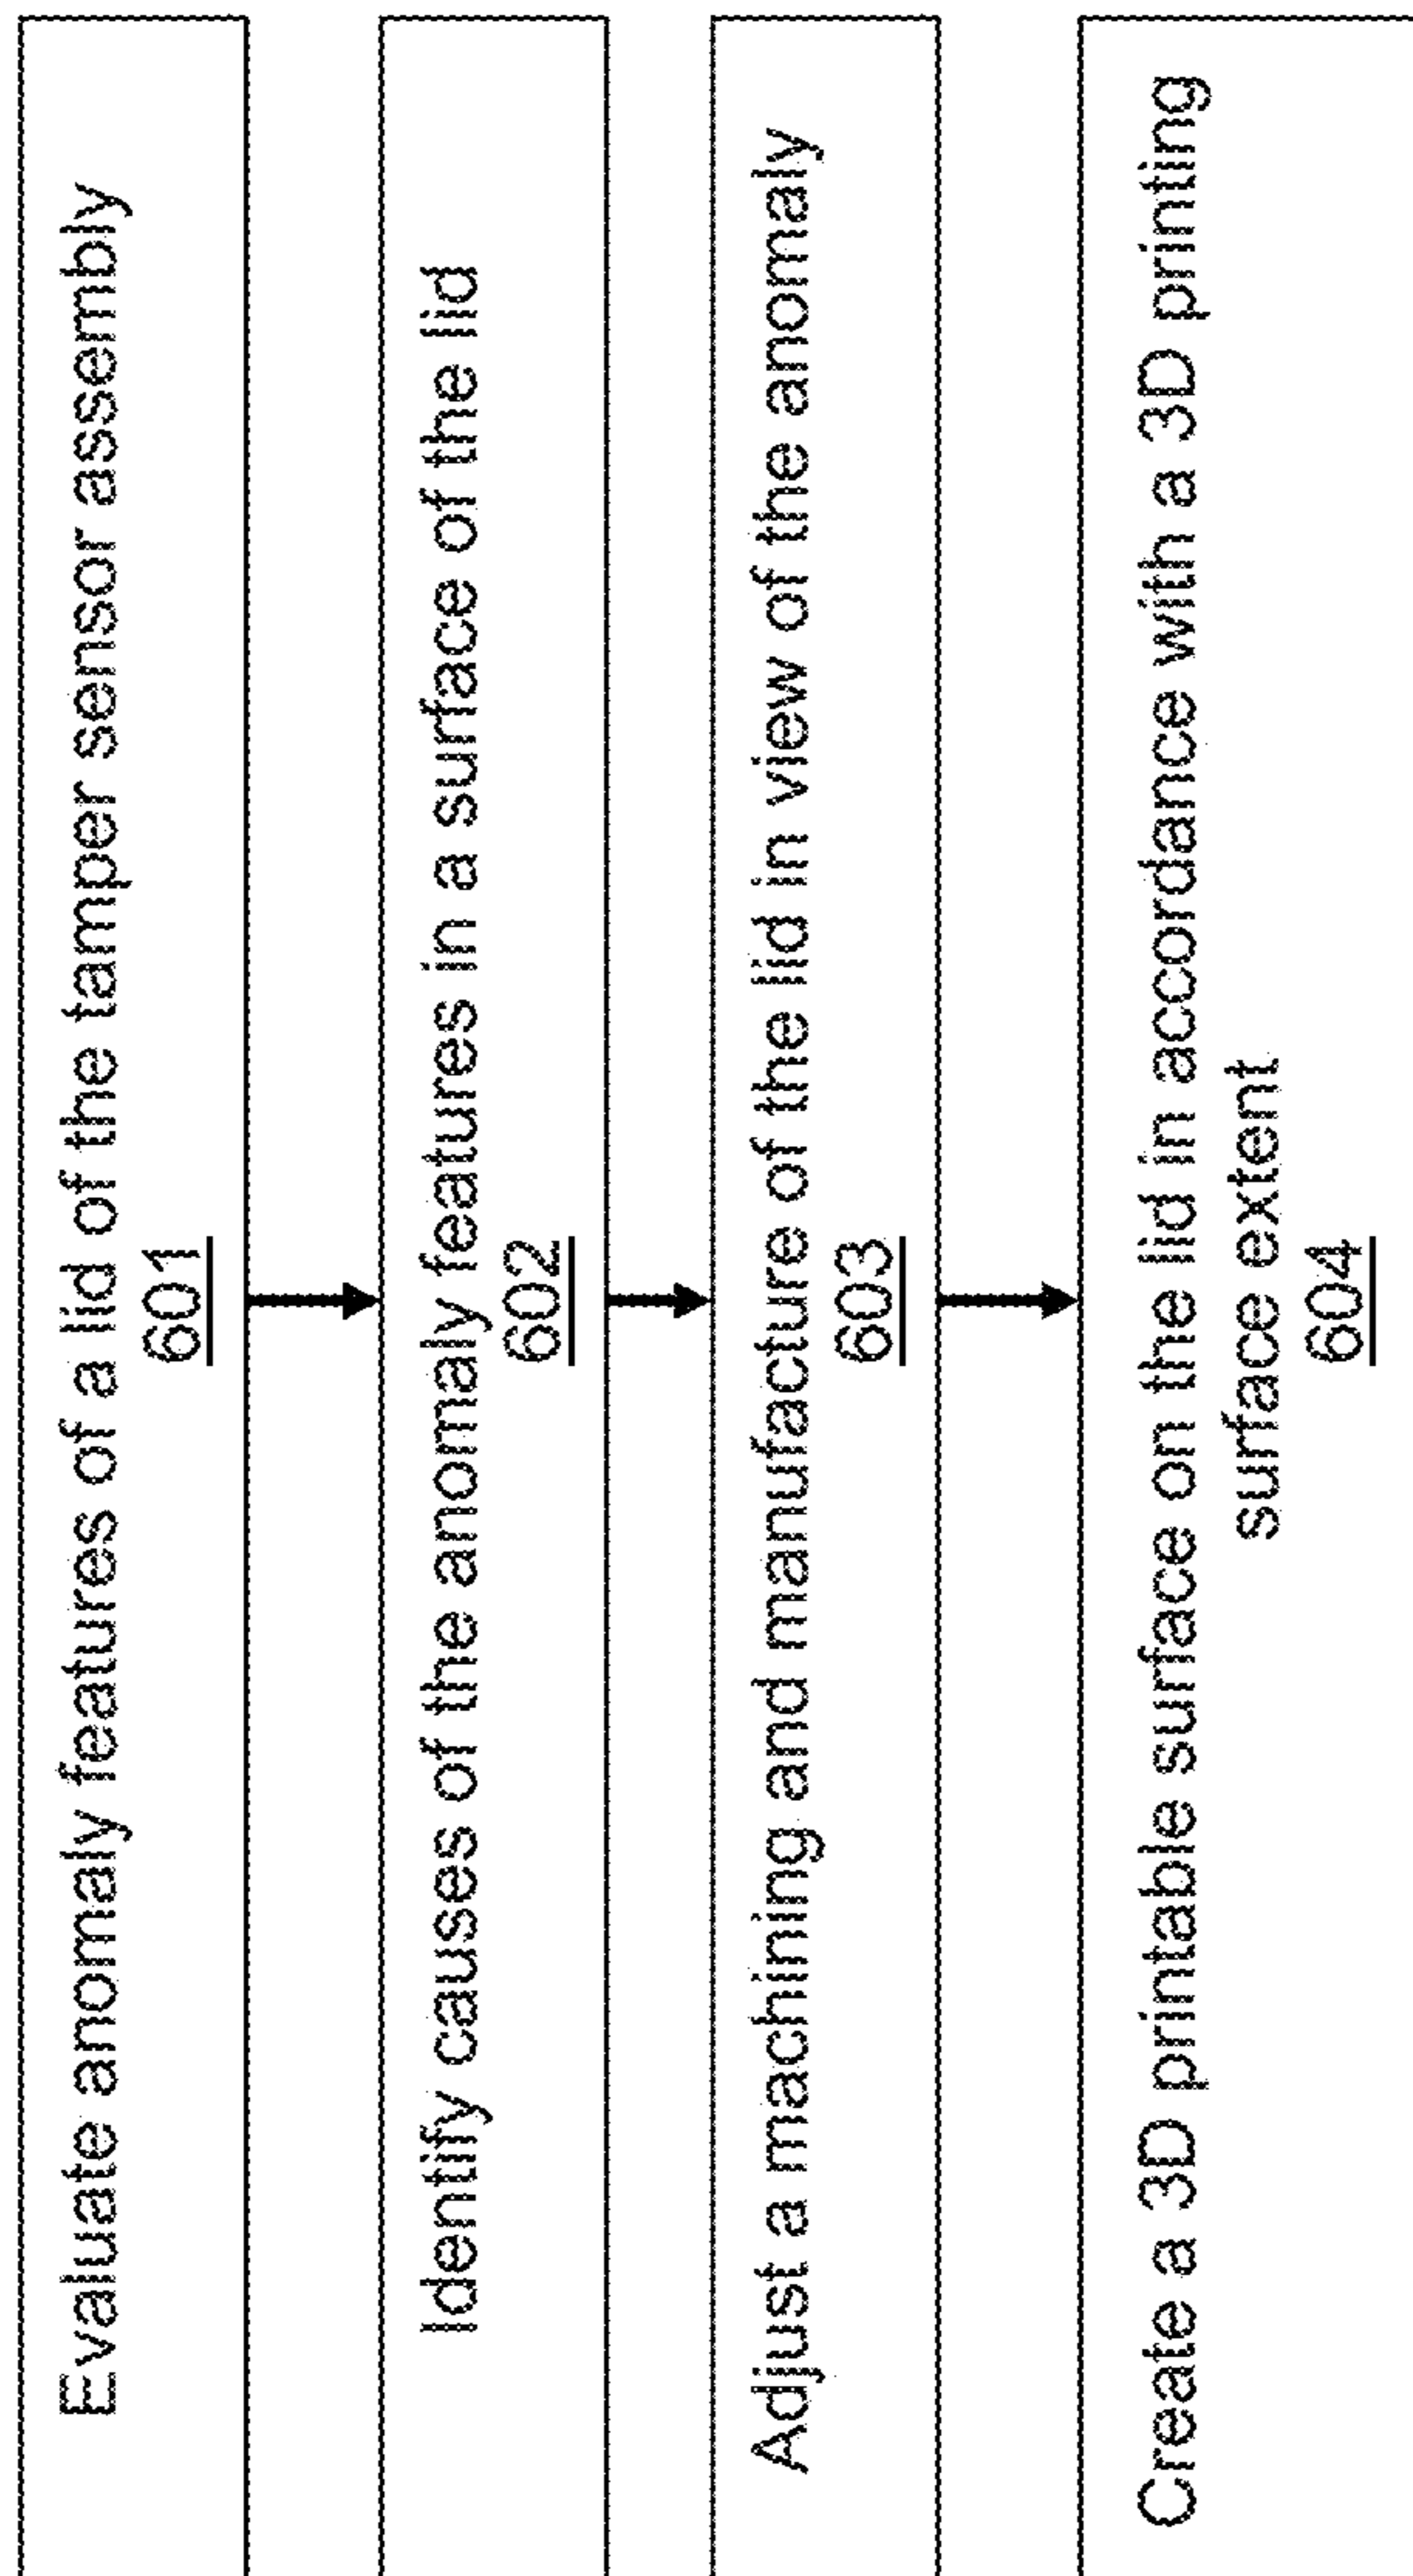 Evaluate anomaly features of a lid of the tamper sensor assembly
601
Identify causes of the anomaly features in a surface of the lid
602
Adjust a machining and manufacture of the lid in view of the anomaly
603
Create a 3D printable surface on the lid in accordance with a 3D printing
surface extent
604